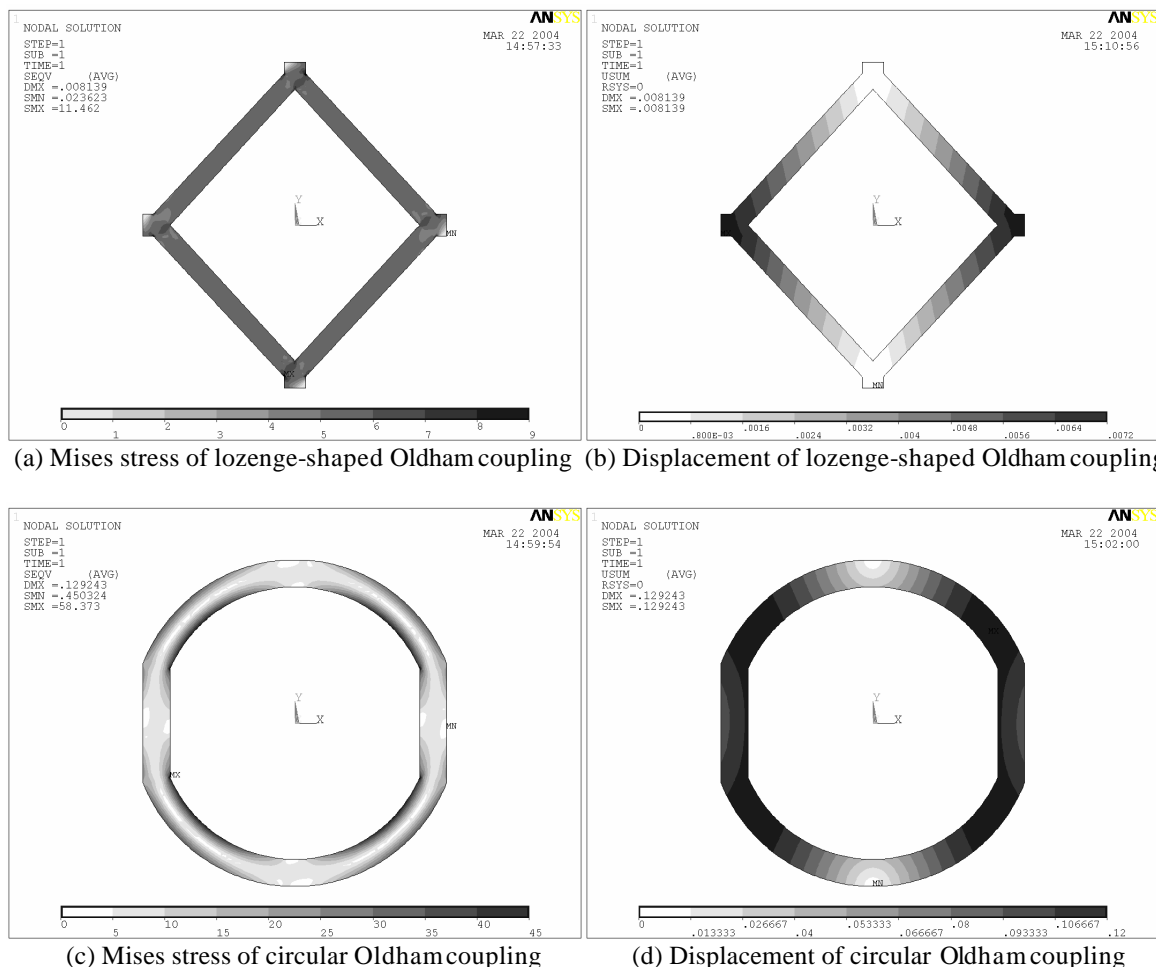 1
ANSYS
NODAL SOLUTION
MAR 22 2004
14:57:33
STEP=1
SUB =1
TIME=1
SEQV (AVG)
DMX =.008139
SMN =.023623
SMX =11.462
Y
X
MN
MX
0 1 2 3 4 5 6 7 8 9
(a) Mises stress of lozenge-shaped Oldham coupling
1
ANSYS
NODAL SOLUTION
MAR 22 2004
15:10:56
STEP=1
SUB =1
TIME=1
USUM (AVG)
RSYS=0
DMX =.008139
SMX =.008139
Y
X
MN
0 .800E-03 .0016 .0024 .0032 .004 .0048 .0056 .0064 .0072
(b) Displacement of lozenge-shaped Oldham coupling
1
ANSYS
NODAL SOLUTION
MAR 22 2004
14:59:54
STEP=1
SUB =1
TIME=1
SEQV (AVG)
DMX =.129243
SMN =.450324
SMX =58.373
Y
X
MN
MX
0 5 10 15 20 25 30 35 40 45
(c) Mises stress of circular Oldham coupling
1
ANSYS
NODAL SOLUTION
MAR 22 2004
15:02:00
STEP=1
SUB =1
TIME=1
USUM (AVG)
RSYS=0
DMX =.129243
SMX =.129243
MX
Y
X
MN
0 .013333 .026667 .04 .053333 .066667 .08 .093333 .106667 .12
(d) Displacement of circular Oldham coupling